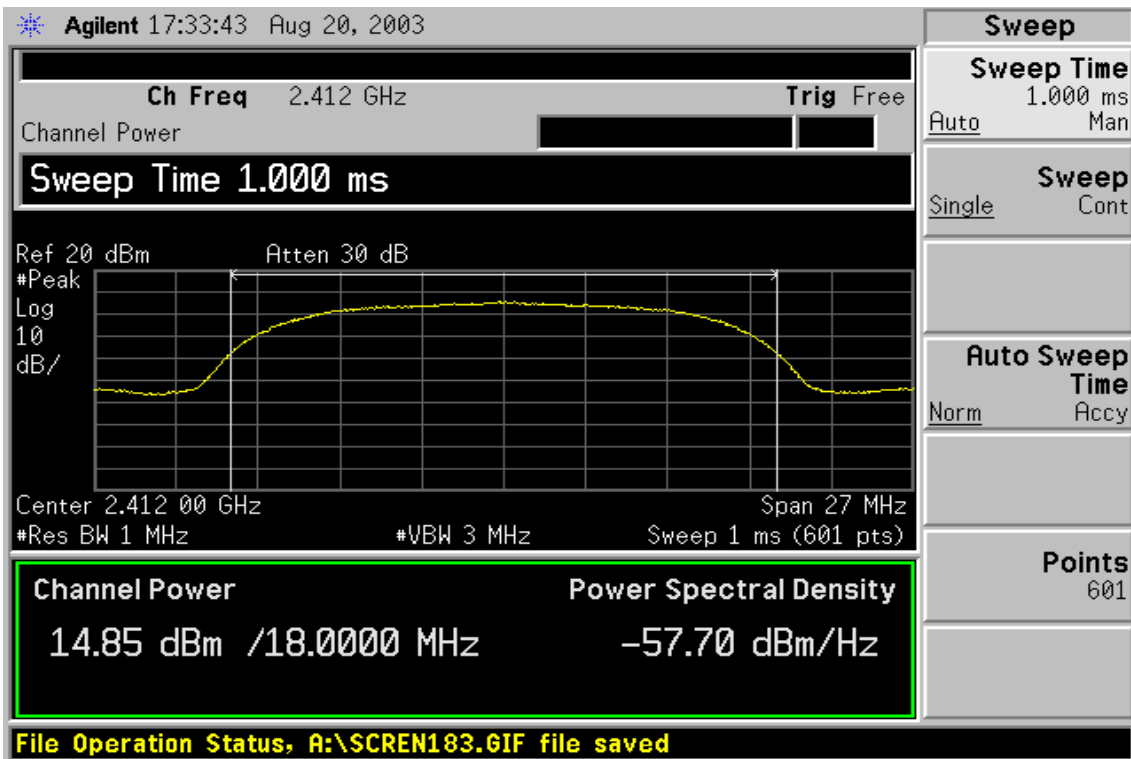 Agilent 17:33:43 Aug 20, 2003
Sweep
Ch Freq 2.412 GHz Trig Free
Channel Power
Sweep Time 1.000 ms
Ref 20 dBm Atten 30 dB
#Peak
Log
10
dB/
Center 2.412 00 GHz Span 27 MHz
#Res BW 1 MHz #VBW 3 MHz Sweep 1 ms (601 pts)
Channel Power Power Spectral Density
14.85 dBm /18.0000 MHz -57.70 dBm/Hz
File Operation Status, A:\SCREN183.GIF file saved
Sweep Time
1.000 ms
Auto Man
Sweep
Single Cont
Auto Sweep
Time
Norm Accy
Points
601